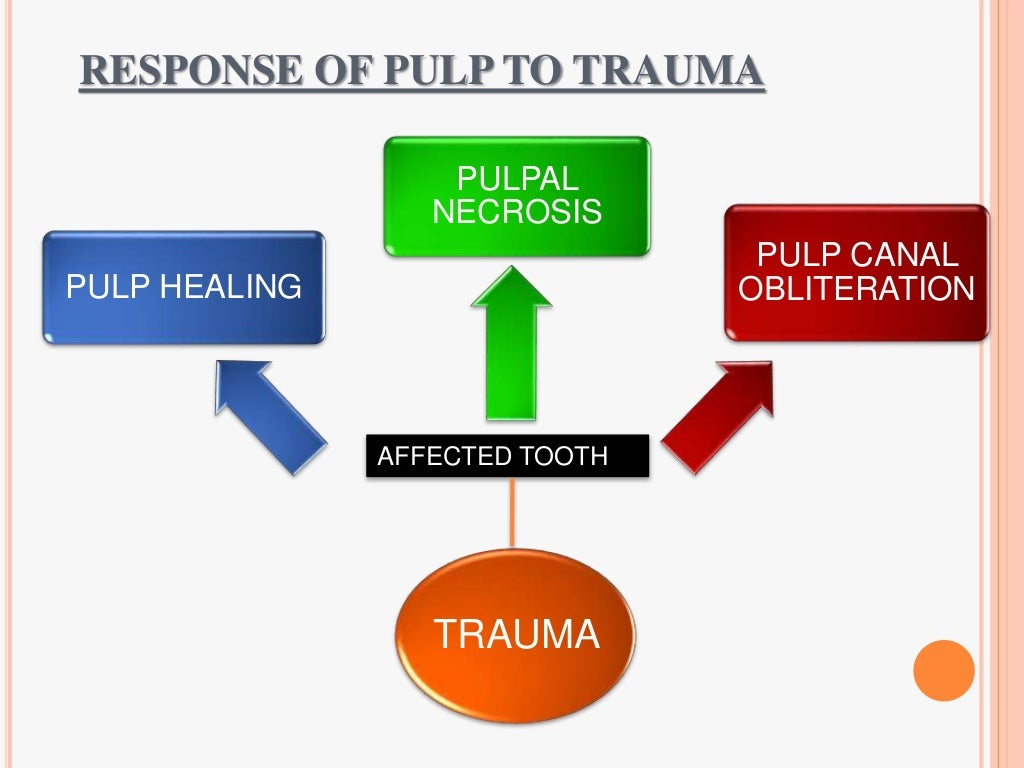 RESPONSE OF PULP TO TRAUMA
PULPAL
NECROSIS
PULP CANAL
OBLITERATION
PULP HEALING
AFFECTED TOOTH
TRAUMA